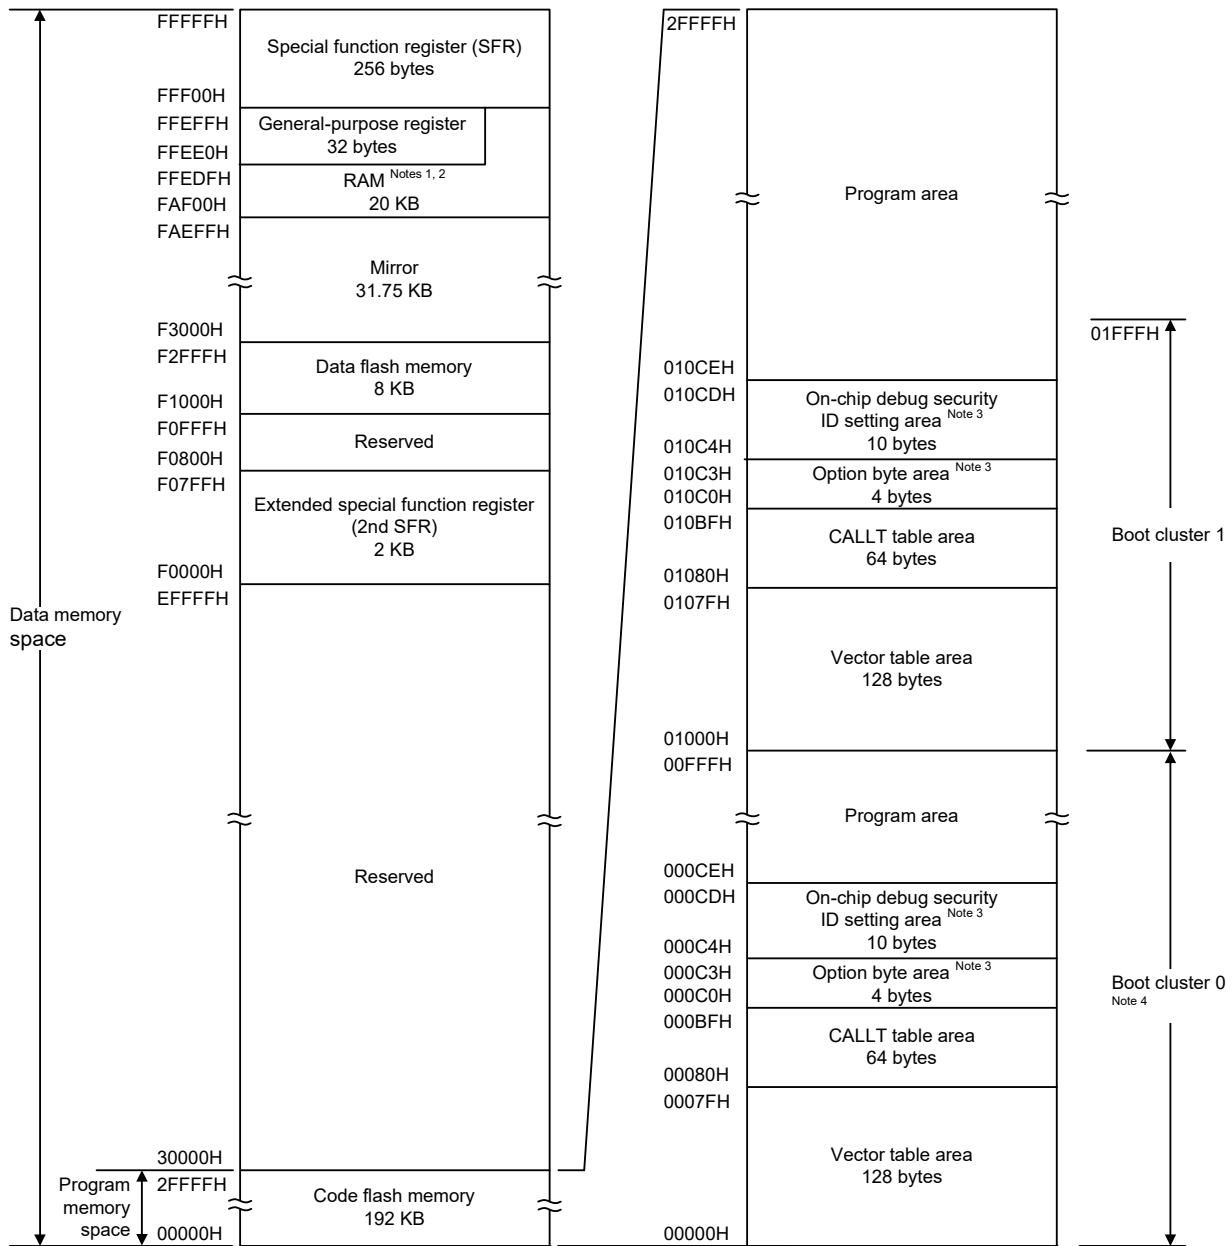 FFFFFH
Special function register (SFR)
256 bytes
FFF00H
FFEFFH
General-purpose register
32 bytes
FFEE0H
FFEDFH
RAM Notes 1, 2
20 KB
FAF00H
FAEFFH
Mirror
31.75 KB
F3000H
F2FFFH
Data flash memory
8 KB
F1000H
F0FFFH
Reserved
F0800H
F07FFH
Extended special function register
(2nd SFR)
2 KB
F0000H
EFFFFH
Data memory
space
Reserved
30000H
2FFFFH
Program
memory
space
Code flash memory
192 KB
00000H
2FFFFH
Program area
01FFFH
010CEH
010CDH
On-chip debug security
ID setting area Note 3
10 bytes
010C4H
010C3H
Option byte area Note 3
4 bytes
010C0H
010BFH
CALLT table area
64 bytes
01080H
0107FH
Vector table area
128 bytes
01000H
Boot cluster 1
00FFFH
Program area
000CEH
000CDH
On-chip debug security
ID setting area Note 3
10 bytes
000C4H
000C3H
Option byte area Note 3
4 bytes
000C0H
000BFH
CALLT table area
64 bytes
00080H
0007FH
Vector table area
128 bytes
00000H
Boot cluster 0
Note 4